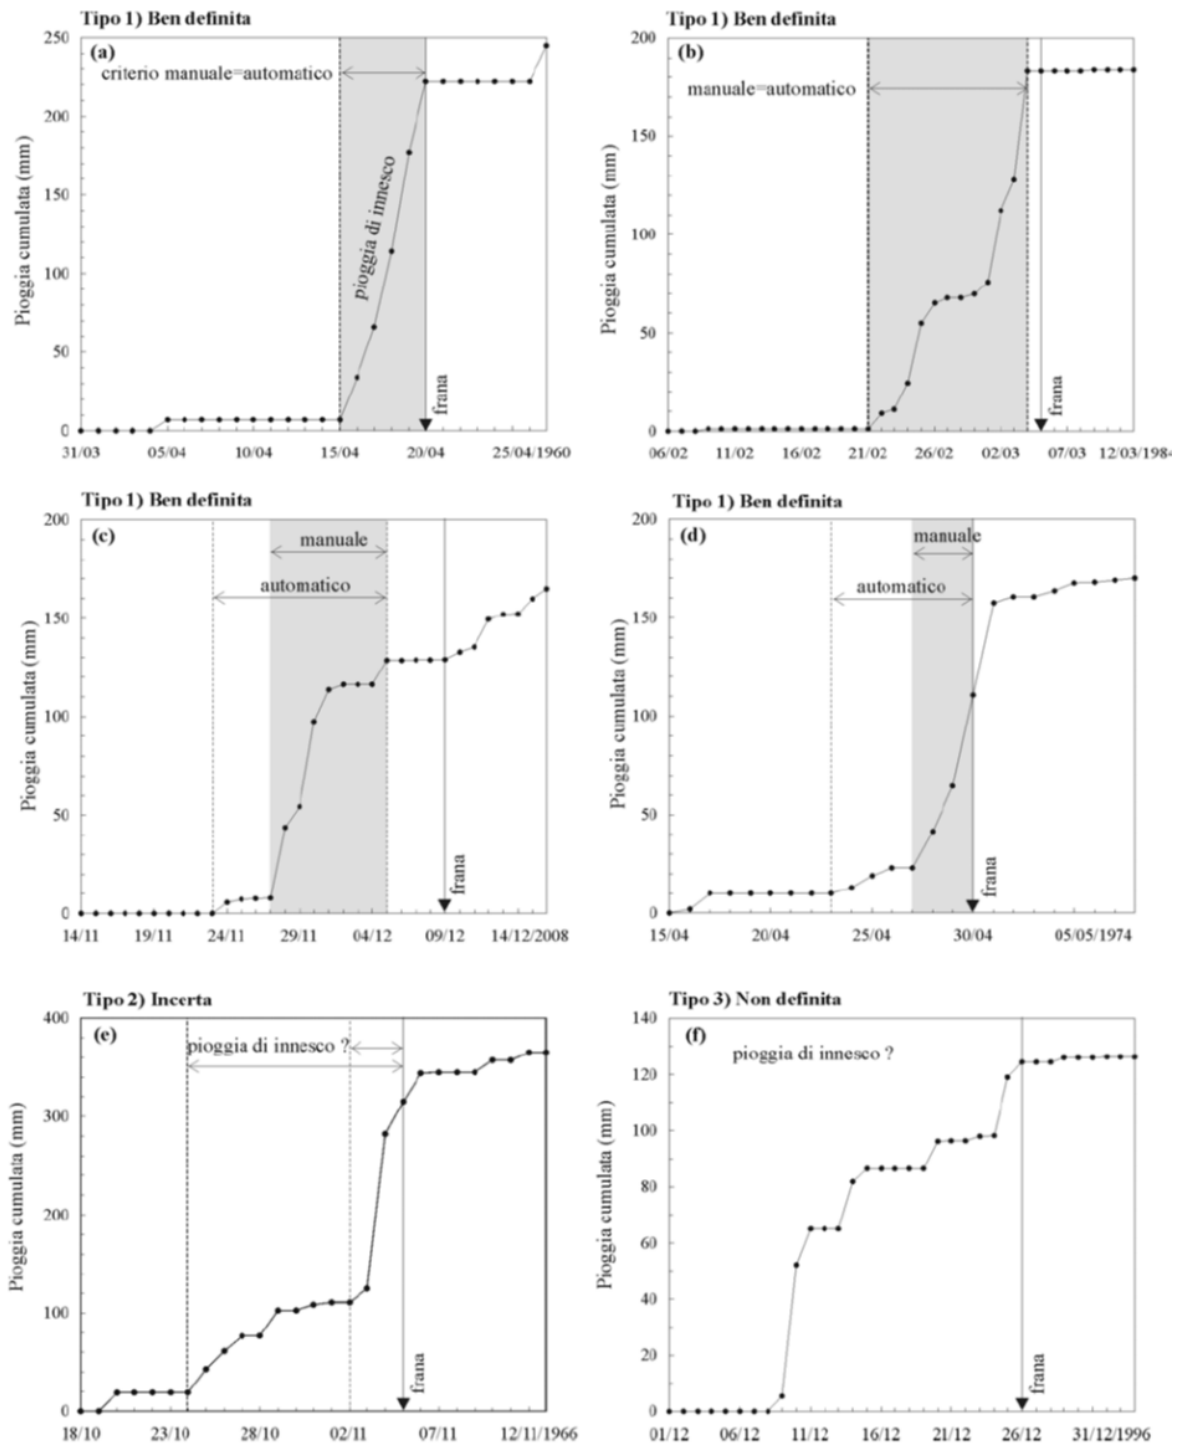 Tipo 1) Ben definita
(a)
criterio manuale=automatico
pioggia di innesco
frana
Pioggia cumulata (mm)
250
200
150
100
50
0
31/03 05/04 10/04 15/04 20/04 25/04/1960
Tipo 1) Ben definita
(b)
manuale=automatico
frana
Pioggia cumulata (mm)
200
150
100
50
0
06/02 11/02 16/02 21/02 26/02 02/03 07/03 12/03/1984
Tipo 1) Ben definita
(c)
manuale
automatico
frana
Pioggia cumulata (mm)
200
150
100
50
0
14/11 19/11 24/11 29/11 04/12 09/12 14/12/2008
Tipo 1) Ben definita
(d)
manuale
automatico
frana
Pioggia cumulata (mm)
200
150
100
50
0
15/04 20/04 25/04 30/04 05/05/1974
Tipo 2) Incerta
(e)
pioggia di innesco ?
frana
Pioggia cumulata (mm)
400
300
200
100
0
18/10 23/10 28/10 02/11 07/11 12/11/1966
Tipo 3) Non definita
(f)
pioggia di innesco ?
frana
Pioggia cumulata (mm)
140
120
100
80
60
40
20
0
01/12 06/12 11/12 16/12 21/12 26/12 31/12/1996